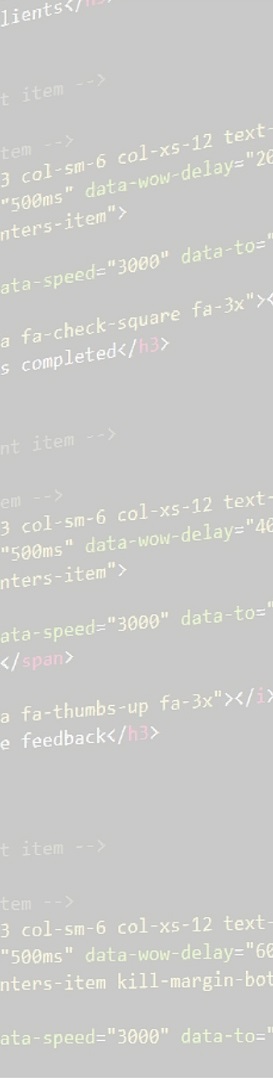 lients</h3>
t item -->
tem -->
3 col-sm-6 col-xs-12 text-
"500ms" data-wow-delay="20
nters-item">
ata-speed="3000" data-to="
a fa-check-square fa-3x"><
s completed</h3>
nt item -->
em -->
3 col-sm-6 col-xs-12 text-
"500ms" data-wow-delay="40
nters-item">
ata-speed="3000" data-to="
</span>
a fa-thumbs-up fa-3x"></i>
e feedback</h3>
t item -->
tem -->
3 col-sm-6 col-xs-12 text-
"500ms" data-wow-delay="60
nters-item kill-margin-bot
ata-speed="3000" data-to="